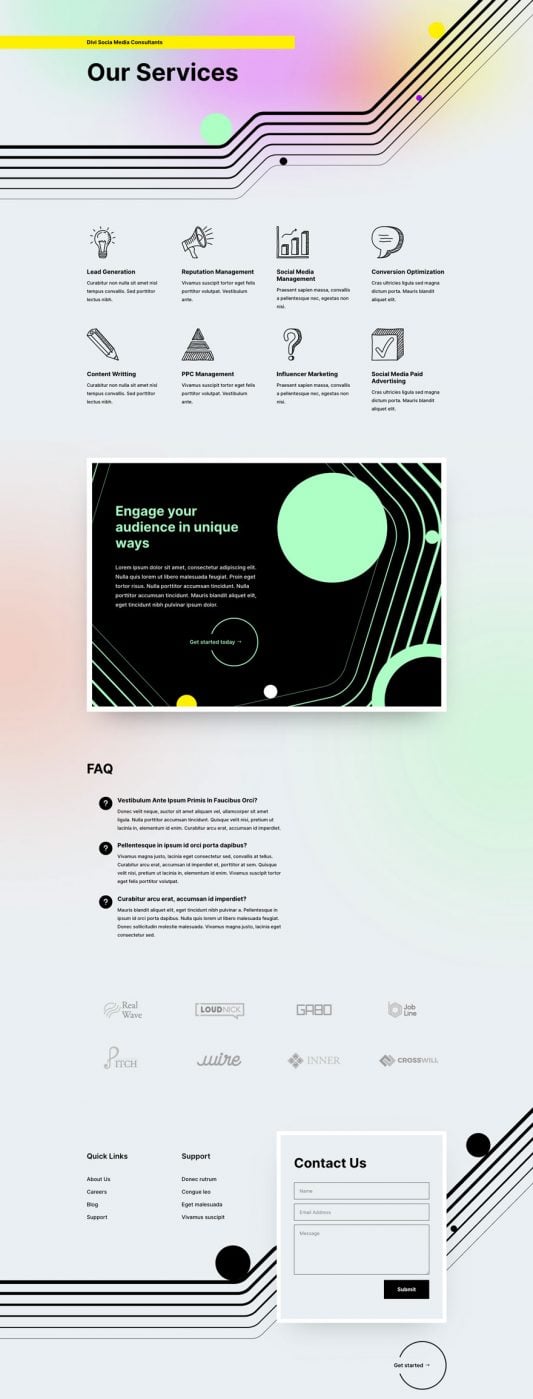 Divi Socia Media Consultants
Our Services
Lead Generation
Curabitur non nulla sit amet nisl
tempus convallis. Sed porttitor
lectus nibh.
Reputation Management
Vivamus suscipit tortor eget felis
porttitor volutpat. Vestibulum
ante.
Social Media
Management
Praesent sapien massa, convallis
a pellentesque nec, egestas non
nisi.
Conversion Optimization
Cras ultricies ligula sed magna
dictum porta. Mauris blandit
aliquet elit.
Content Writting
Curabitur non nulla sit amet nisl
tempus convallis. Sed porttitor
lectus nibh.
PPC Management
Vivamus suscipit tortor eget felis
porttitor volutpat. Vestibulum
ante.
Influencer Marketing
Praesent sapien massa, convallis
a pellentesque nec, egestas non
nisi.
Social Media Paid
Advertising
Cras ultricies ligula sed magna
dictum porta. Mauris blandit
aliquet elit.
Engage your
audience in unique
ways
Lorem ipsum dolor sit amet, consectetur adipiscing elit.
Nulla quis lorem ut libero malesuada feugiat. Proin eget
tortor risus. Nulla porttitor accumsan tincidunt. Nulla
porttitor accumsan tincidunt. Mauris blandit aliquet elit,
eget tincidunt nibh pulvinar ipsum dolor.
Get started today →
FAQ
? Vestibulum Ante Ipsum Primis In Faucibus Orci?
Donec velit neque, auctor sit amet aliquam vel, ullamcorper sit amet
ligula. Nulla porttitor accumsan tincidunt. Quisque velit nisi, pretium ut
lacinia in, elementum id enim. Curabitur arcu erat, accumsan id imperdiet.
? Pellentesque in ipsum id orci porta dapibus?
Vivamus magna justo, lacinia eget consectetur sed, convallis at tellus.
Curabitur arcu erat, accumsan id imperdiet et, porttitor at sem. Quisque
velit nisi, pretium ut lacinia in, elementum id enim. Vivamus suscipit tortor
eget felis porttitor volutpat.
? Curabitur arcu erat, accumsan id imperdiet?
Mauris blandit aliquet elit, eget tincidunt nibh pulvinar a. Pellentesque in
ipsum id orci porta dapibus. Nulla quis lorem ut libero malesuada feugiat.
Donec sollicitudin molestie malesuada. Vivamus magna justo, lacinia eget
consectetur sed.
Real
Wave
LOUDNICK
GABO
Job
Line
PITCH
wire
INNER
CROSSWILL
Quick Links
About Us
Careers
Blog
Support
Support
Donec rutrum
Congue leo
Eget malesuada
Vivamus suscipit
Contact Us
Name
Email Address
Message
Submit
Get started →